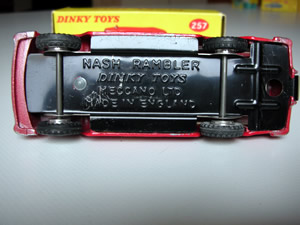 DINKY TOYS
257
NASH RAMBLER
DINKY TOYS
MECCANO LTD
MADE IN ENGLAND